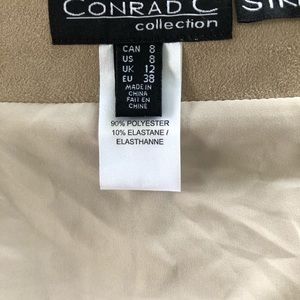 CONRAD C
collection
CAN 8
US 8
UK 12
EU 38
MADE IN
CHINA
FAIT EN
CHINE
90% POLYESTER
10% ELASTANE /
ELASTHANNE